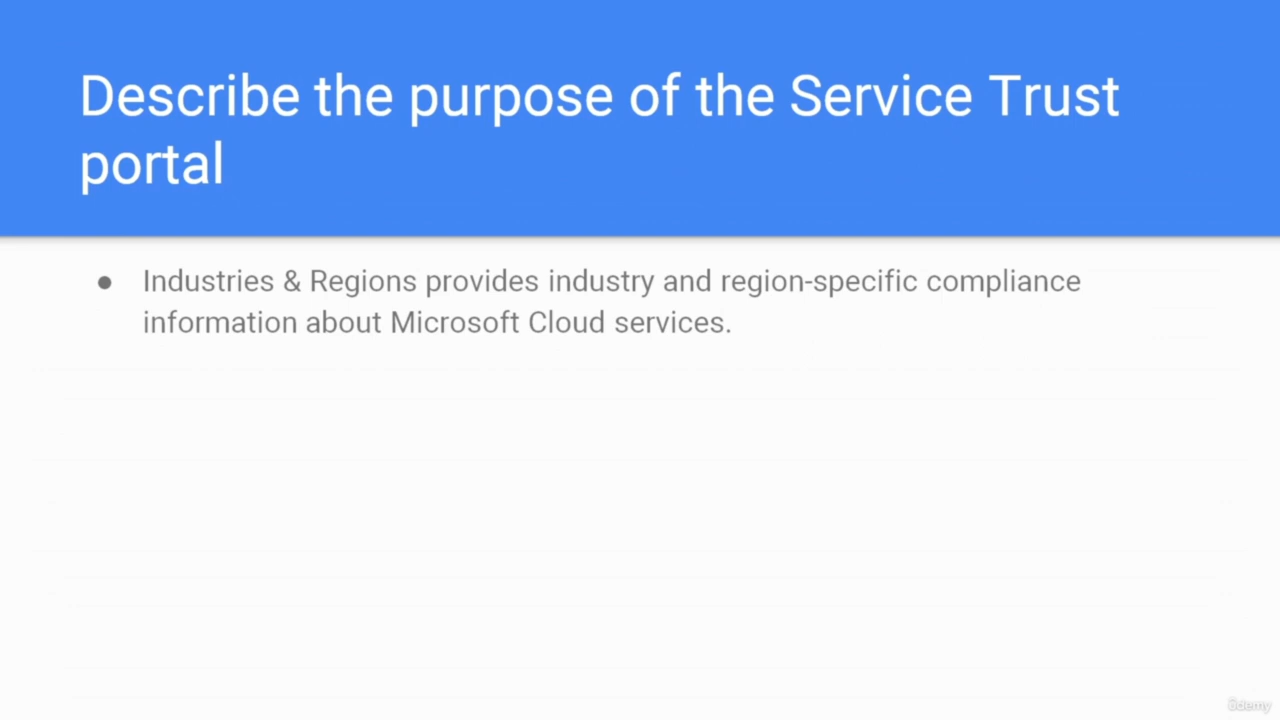 Describe the purpose of the Service Trust
portal
● Industries & Regions provides industry and region-specific compliance
information about Microsoft Cloud services.
ûdemy